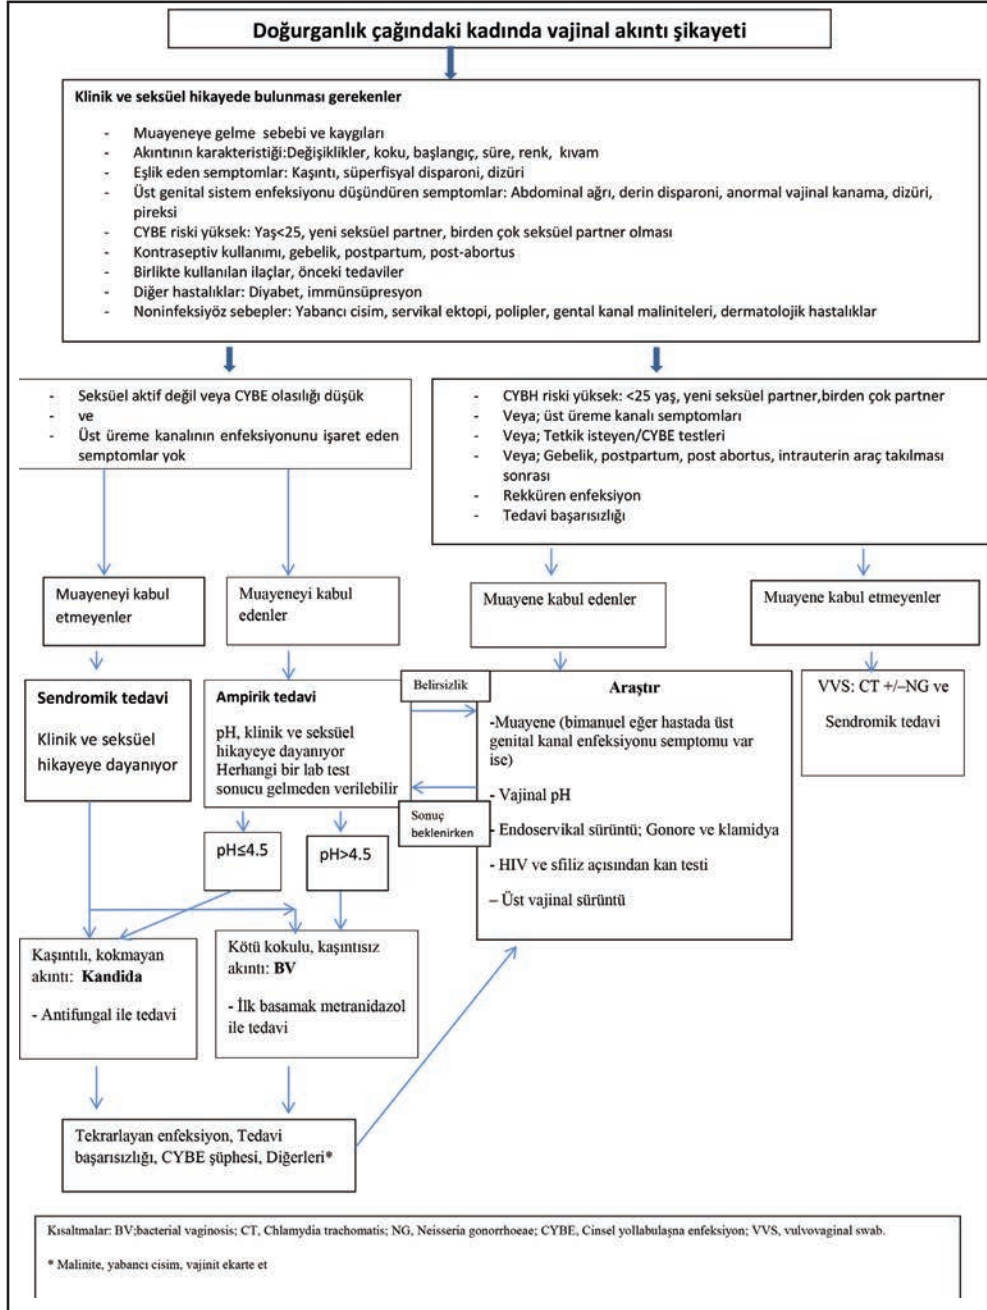 Doğurganlık çağındaki kadında vajinal akıntı şikayeti
Klinik ve seksüel hikayede bulunması gerekenler
- Muayeneye gelme sebebi ve kaygıları
- Akıntının karakteristiği:Değişiklikler, koku, başlangıç, süre, renk, kıvam
- Eşlik eden semptomlar: Kaşıntı, süperfisyal disparoni, dizüri
- Üst genital sistem enfeksiyonu düşündüren semptomlar: Abdominal ağrı, derin disparoni, anormal vajinal kanama, dizüri,
pireksi
- CYBE riski yüksek: Yaş<25, yeni seksüel partner, birden çok seksüel partner olması
- Kontraseptiv kullanımı, gebelik, postpartum, post-abortus
- Birlikte kullanılan ilaçlar, önceki tedaviler
- Diğer hastalıklar: Diyabet, immünsüpresyon
- Noninfeksiyöz sebepler: Yabancı cisim, servikal ektopi, polipler, gental kanal maliniteleri, dermatolojik hastalıklar
- Seksüel aktif değil veya CYBE olasılığı düşük
- ve
- Üst üreme kanalının enfeksiyonunu işaret eden
semptomlar yok
- CYBH riski yüksek: <25 yaş, yeni seksüel partner,birden çok partner
- Veya; üst üreme kanalı semptomları
- Veya; Tetkik isteyen/CYBE testleri
- Veya; Gebelik, postpartum, post abortus, intrauterin araç takılması
sonrası
- Rekküren enfeksiyon
- Tedavi başarısızlığı
Muayeneyi kabul
etmeyenler
Muayeneyi kabul
edenler
Muayene kabul edenler
Muayene kabul etmeyenler
Sendromik tedavi
Klinik ve seksüel
hikayeye dayanıyor
Ampirik tedavi
pH, klinik ve seksüel
hikayeye dayanıyor
Herhangi bir lab test
sonucu gelmeden verilebilir
Belirsizlik
Sonuç
beklenirken
Araştır
-Muayene (bimanuel eğer hastada üst
genital kanal enfeksiyonu semptomu var
ise)
- Vajinal pH
- Endoservikal sürüntü; Gonore ve klamidya
- HIV ve sfiliz açısından kan testi
– Üst vajinal sürüntü
VVS: CT +/–NG ve
Sendromik tedavi
pH≤4.5
pH>4.5
Kaşıntılı, kokmayan
akıntı: Kandida
- Antifungal ile tedavi
Kötü kokulu, kaşıntısız
akıntı: BV
- İlk basamak metranidazol
ile tedavi
Tekrarlayan enfeksiyon, Tedavi
başarısızlığı, CYBE şüphesi, Diğerleri*
Kısaltmalar: BV;bacterial vaginosis; CT, Chlamydia trachomatis; NG, Neisseria gonorrhoeae; CYBE, Cinsel yollabulaşna enfeksiyon; VVS, vulvovaginal swab.
* Malinite, yabancı cisim, vajinit ekarte et